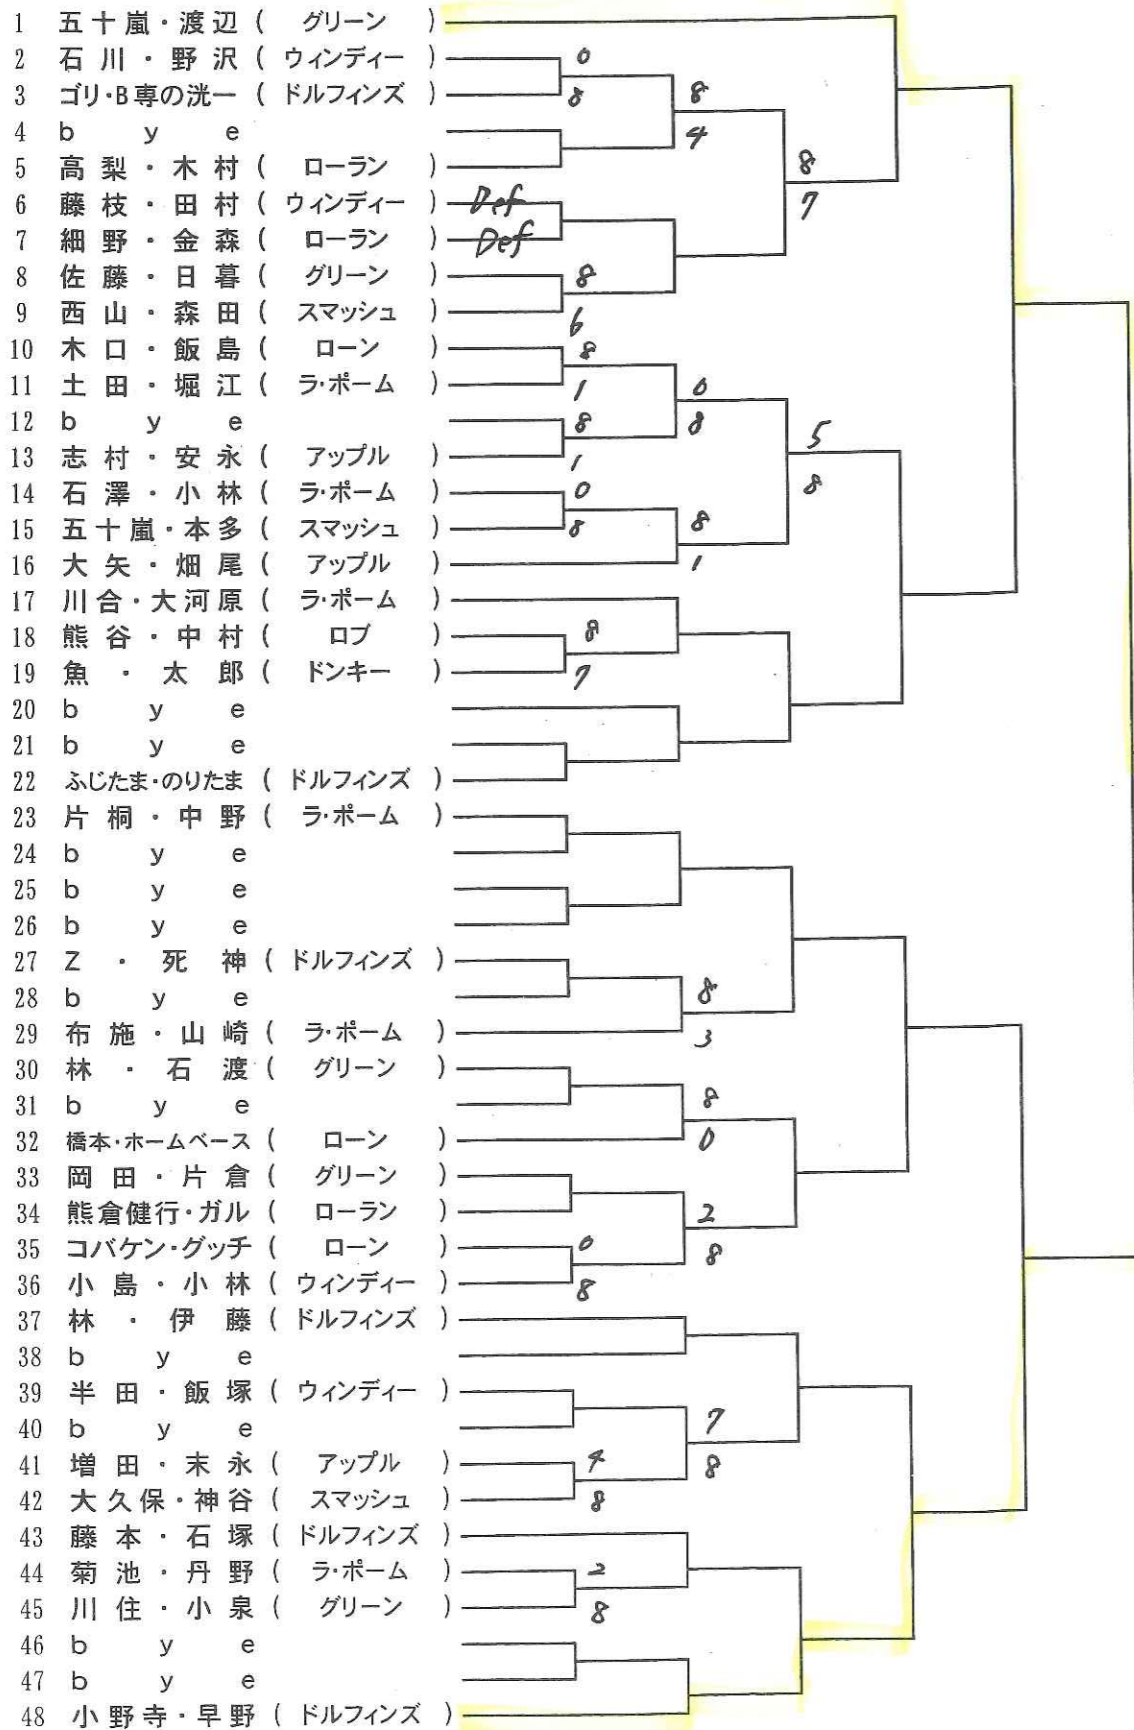 1 五十嵐・渡辺 ( グリーン )
2 石川・野沢 ( ウィンディー ) 0
3 ゴリ・B専の洸一 ( ドルフィンズ ) 8 8
4 bye 4
5 高梨・木村 ( ローラン ) 8
6 藤枝・田村 ( ウィンディー ) Def 7
7 細野・金森 ( ローラン ) Def
8 佐藤・日暮 ( グリーン ) 8
9 西山・森田 ( スマッシュ ) 6
10 木口・飯島 ( ローン ) 8
11 土田・堀江 ( ラ・ポーム ) 1 0
12 bye 8 8
13 志村・安永 ( アップル ) 1 5
14 石澤・小林 ( ラ・ポーム ) 0 8
15 五十嵐・本多 ( スマッシュ ) 8 8
16 大矢・畑尾 ( アップル ) 1
17 川合・大河原 ( ラ・ポーム )
18 熊谷・中村 ( ロブ ) 8
19 魚・太郎 ( ドンキー ) 7
20 bye
21 bye
22 ふじたま・のりたま ( ドルフィンズ )
23 片桐・中野 ( ラ・ポーム )
24 bye
25 bye
26 bye
27 Z・死神 ( ドルフィンズ )
28 bye 8
29 布施・山崎 ( ラ・ポーム ) 3
30 林・石渡 ( グリーン )
31 bye 8
32 橋本・ホームベース ( ローン ) 0
33 岡田・片倉 ( グリーン )
34 熊倉健行・ガル ( ローラン ) 2
35 コバケン・グッチ ( ローン ) 0 8
36 小島・小林 ( ウィンディー ) 8
37 林・伊藤 ( ドルフィンズ )
38 bye
39 半田・飯塚 ( ウィンディー )
40 bye 7
41 増田・末永 ( アップル ) 4 8
42 大久保・神谷 ( スマッシュ ) 8
43 藤本・石塚 ( ドルフィンズ )
44 菊池・丹野 ( ラ・ポーム ) 2
45 川住・小泉 ( グリーン ) 8
46 bye
47 bye
48 小野寺・早野 ( ドルフィンズ )